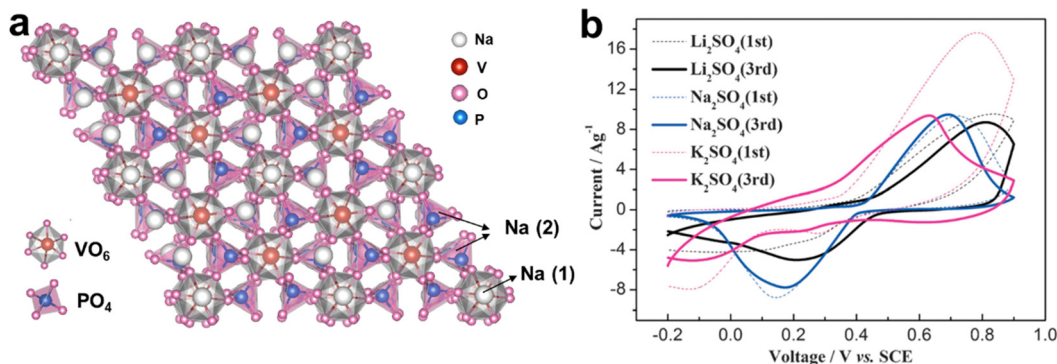 a
Na
V
O
P
VO₆
PO₄
Na (2)
Na (1)
b
Li₂SO₄(1st)
Li₂SO₄(3rd)
Na₂SO₄(1st)
Na₂SO₄(3rd)
K₂SO₄(1st)
K₂SO₄(3rd)
Current / Ag⁻¹
16
12
8
4
0
-4
-8
-0.2 0.0 0.2 0.4 0.6 0.8 1.0
Voltage / V vs. SCE